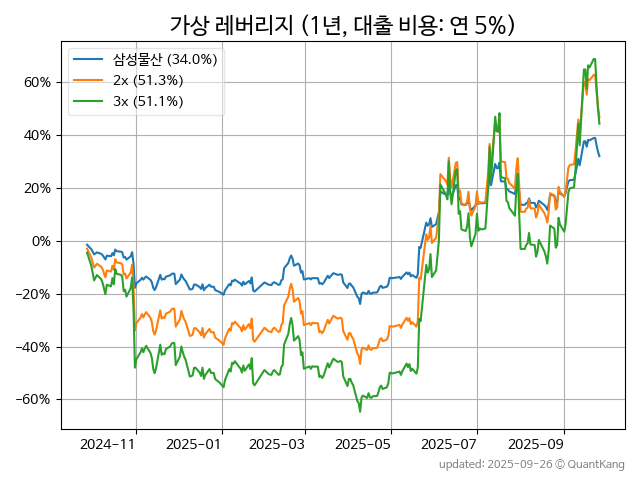 가상 레버리지 (1년, 대출 비용: 연 5%)
삼성물산 (34.0%)
2x (51.3%)
3x (51.1%)
60%
40%
20%
0%
−20%
−40%
−60%
2024-11
2025-01
2025-03
2025-05
2025-07
2025-09
updated: 2025-09-26 © QuantKang